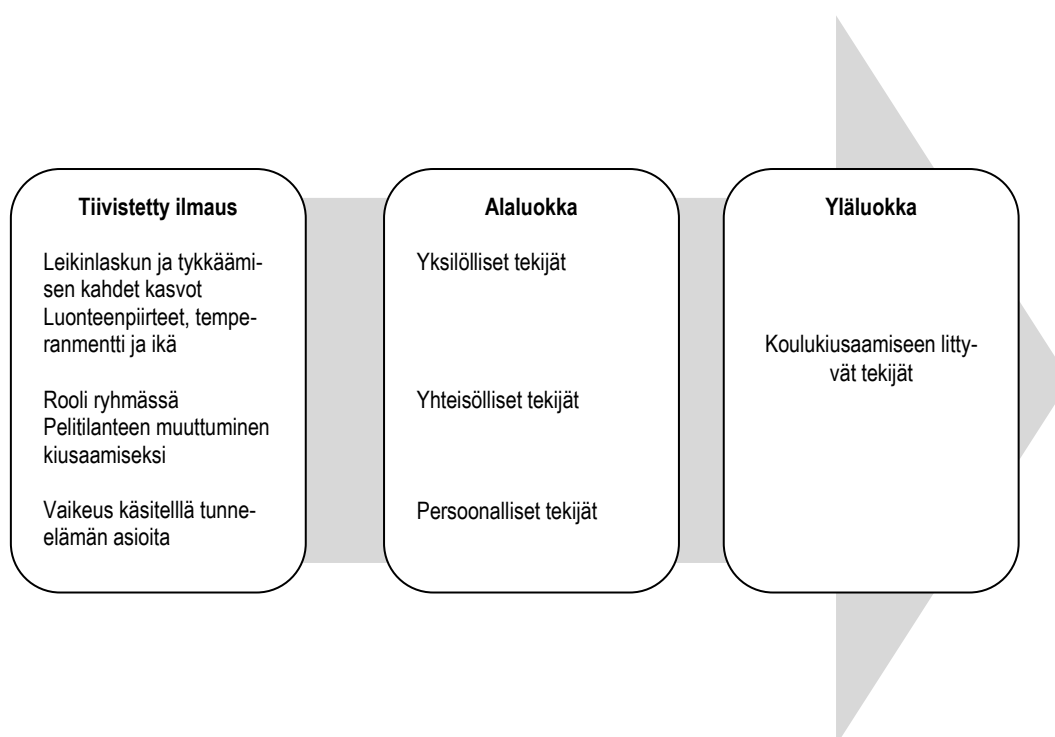 Tiivistetty ilmaus
Leikinlaskun ja tykkäämi-
sen kahdet kasvot
Luonteenpiirteet, tempe-
ranmentti ja ikä
Rooli ryhmässä
Pelitilanteen muuttuminen
kiusaamiseksi
Vaikeus käsitelllä tunne-
elämän asioita
Alaluokka
Yksilölliset tekijät
Yhteisölliset tekijät
Persoonalliset tekijät
Yläluokka
Koulukiusaamiseen litty-
vät tekijät